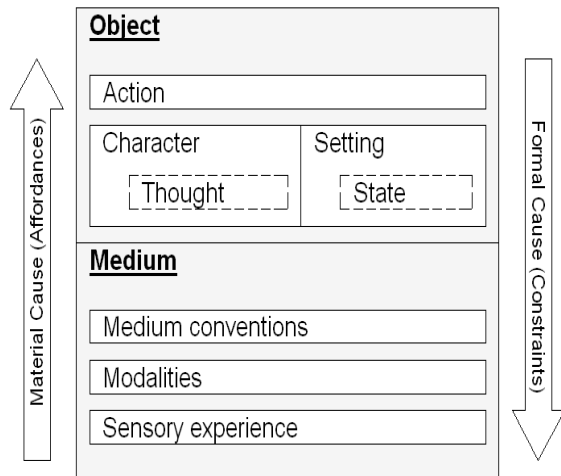 Object
Action
Character
Setting
Thought
State
Medium
Medium conventions
Modalities
Sensory experience
Material Cause (Affordances)
Formal Cause (Constraints)